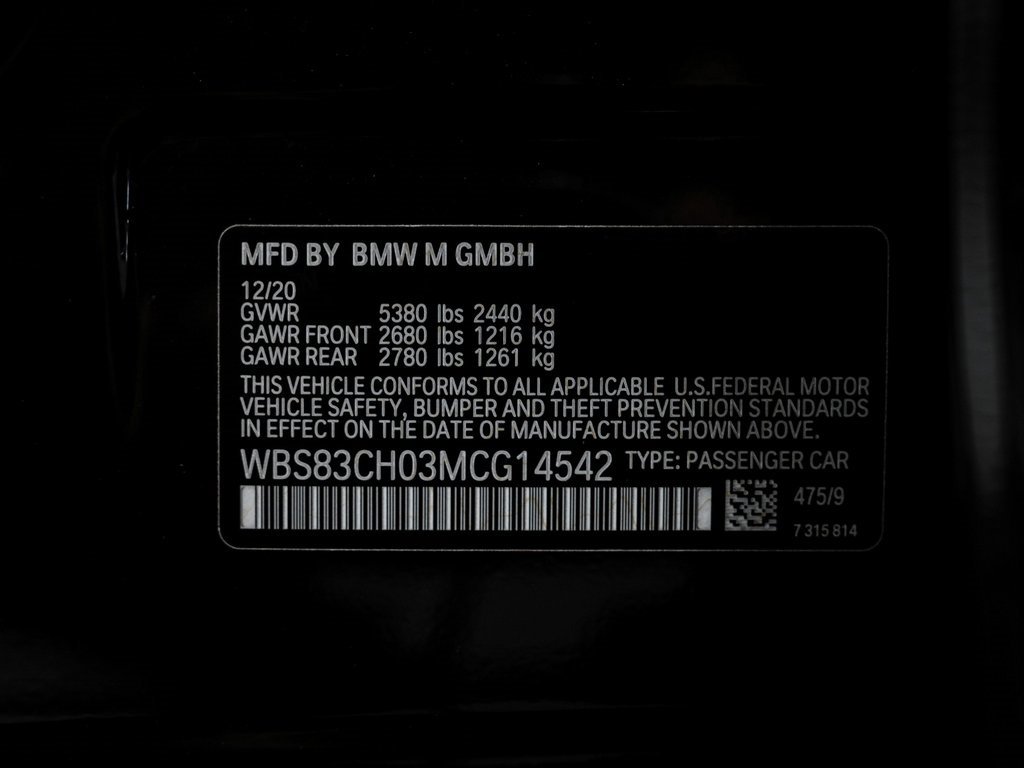 MFD BY BMW M GMBH
12/20
GVWR 5380 lbs 2440 kg
GAWR FRONT 2680 lbs 1216 kg
GAWR REAR 2780 lbs 1261 kg
THIS VEHICLE CONFORMS TO ALL APPLICABLE U.S.FEDERAL MOTOR
VEHICLE SAFETY, BUMPER AND THEFT PREVENTION STANDARDS
IN EFFECT ON THE DATE OF MANUFACTURE SHOWN ABOVE.
WBS83CH03MCG14542 TYPE: PASSENGER CAR
475/9
7 315 814